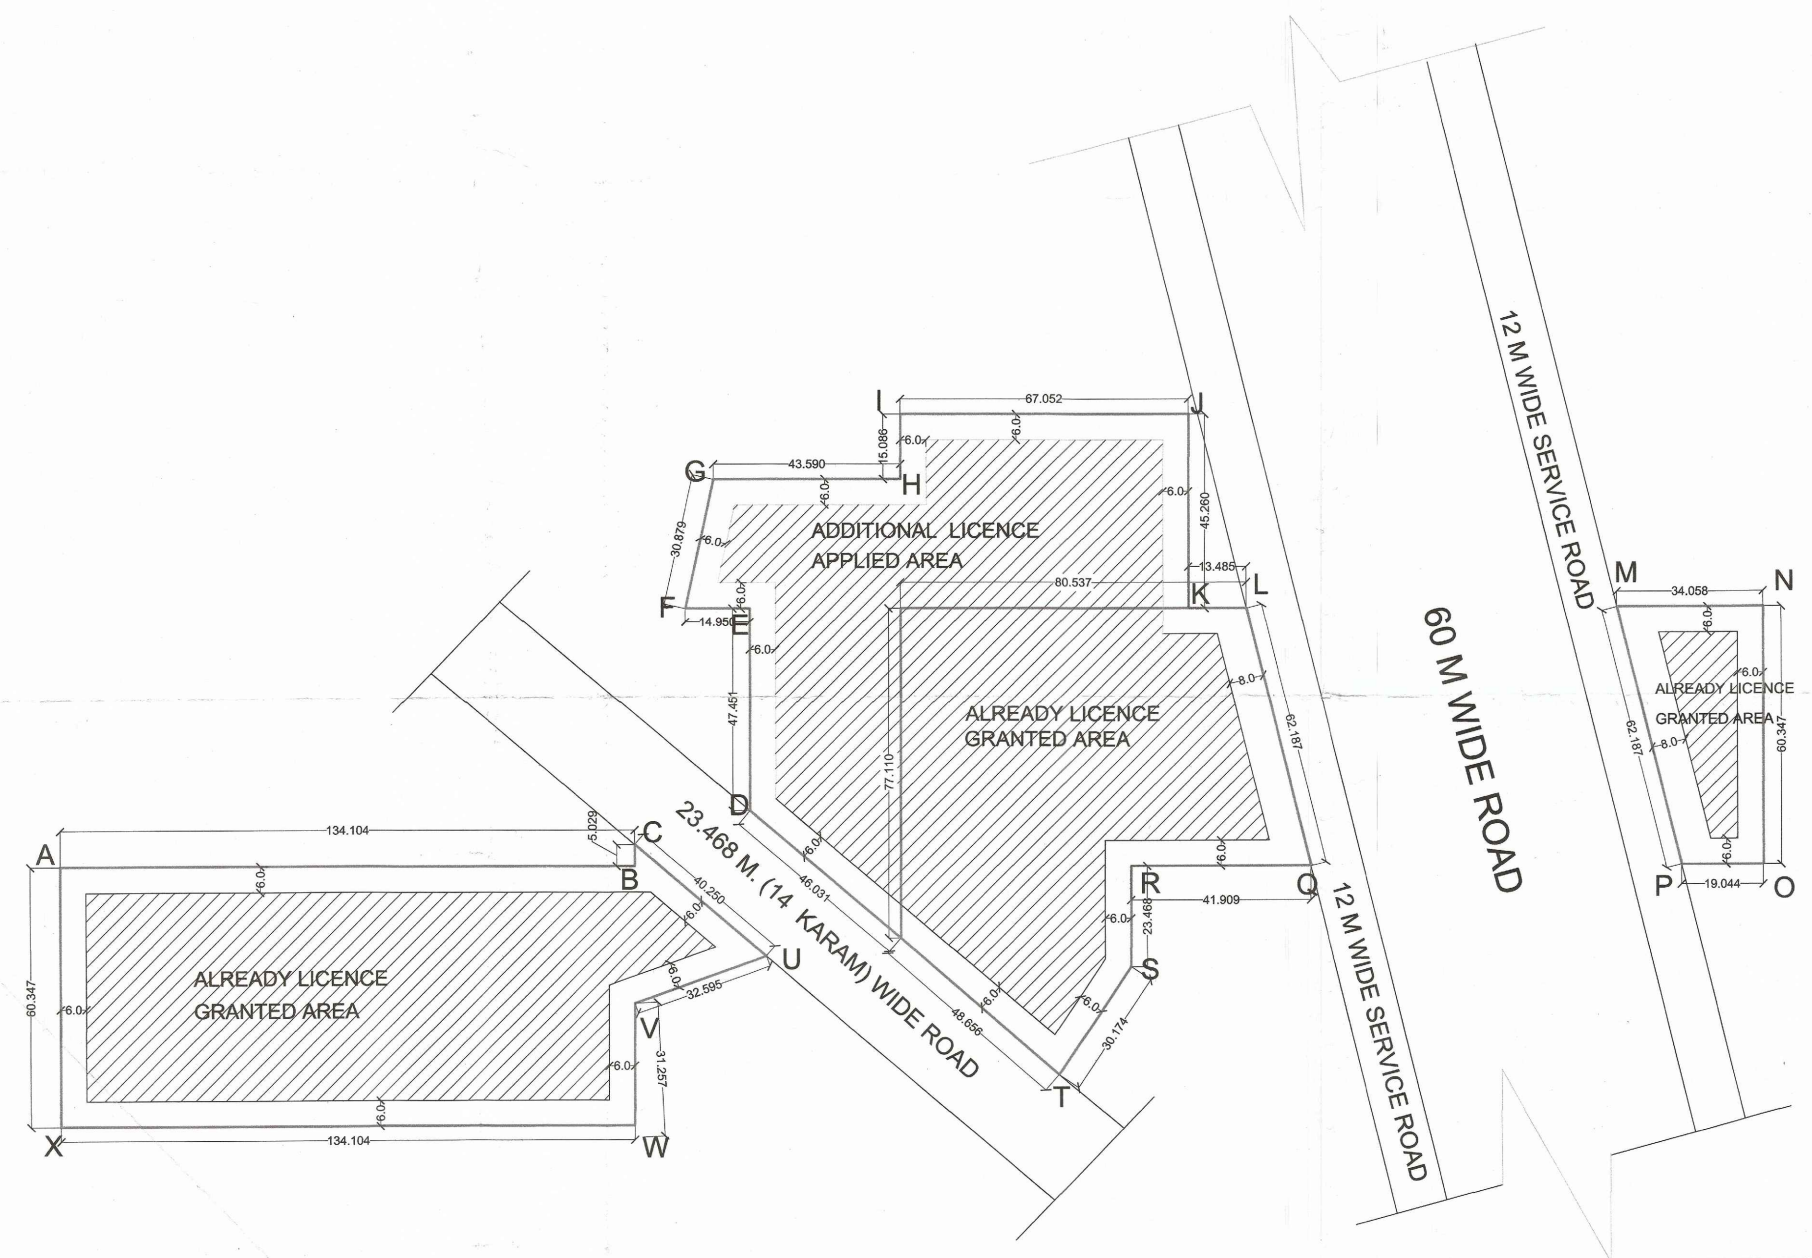 I
67.052
J
15.086
6.0
6.0
G
43.590
H
6.0
6.0
45.260
30.879
6.0
ADDITIONAL LICENCE
APPLIED AREA
13.485
80.537
6.0
K
L
F
14.950
E
6.0
47.451
77.110
ALREADY LICENCE
GRANTED AREA
8.0
62.187
12 M WIDE SERVICE ROAD
60 M WIDE ROAD
12 M WIDE SERVICE ROAD
M
N
34.058
6.0
6.0
ALREADY LICENCE
GRANTED AREA
62.187
8.0
60.347
6.0
P
19.044
O
D
6.0
46.031
23.468 M. (14 KARAM) WIDE ROAD
6.0
48.656
6.0
R
Q
41.909
6.0
23.468
S
6.0
30.174
T
A
134.104
5.029
C
B
6.0
40.250
6.0
U
6.0
32.595
ALREADY LICENCE
GRANTED AREA
60.347
6.0
V
6.0
31.257
6.0
X
134.104
W